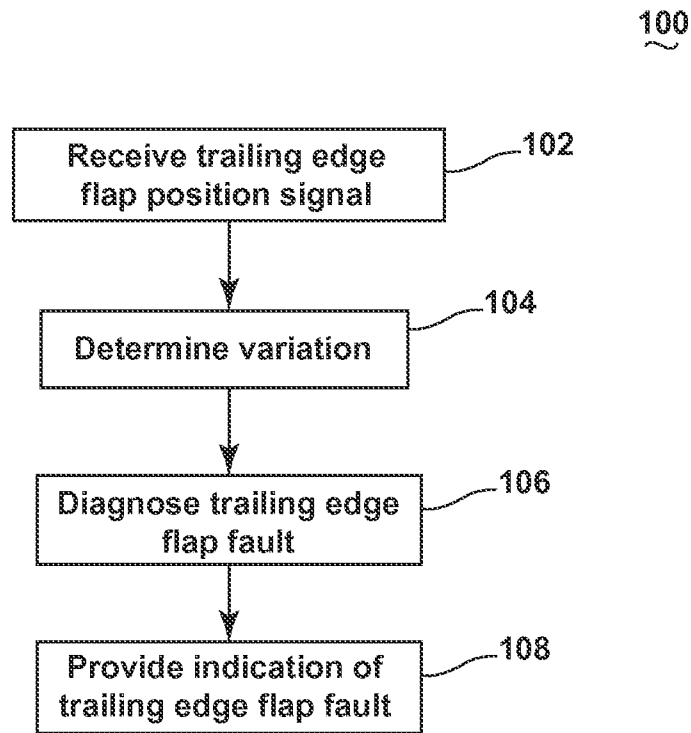 100
Receive trailing edge
flap position signal
102
Determine variation
104
Diagnose trailing edge
flap fault
106
Provide indication of
trailing edge flap fault
108